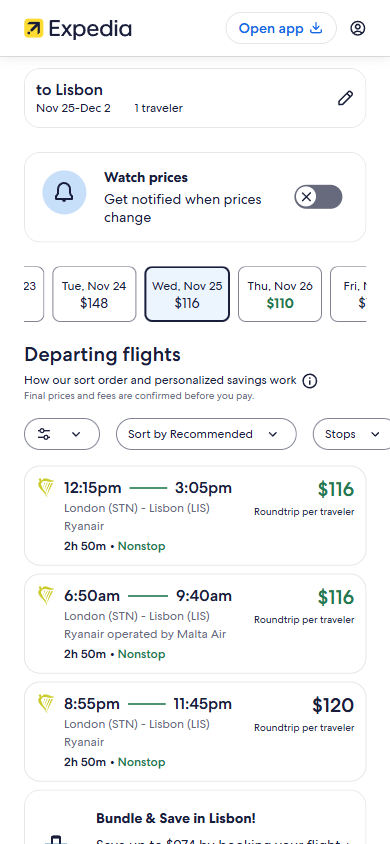 Expedia
Open app
to Lisbon
Nov 25-Dec 2 1 traveler
Watch prices
Get notified when prices
change
23
Tue, Nov 24
$148
Wed, Nov 25
$116
Thu, Nov 26
$110
Fri,
Departing flights
How our sort order and personalized savings work
Final prices and fees are confirmed before you pay.
Sort by Recommended
Stops
12:15pm 3:05pm
$116
London (STN) - Lisbon (LIS)
Roundtrip per traveler
Ryanair
2h 50m • Nonstop
6:50am 9:40am
$116
London (STN) - Lisbon (LIS)
Roundtrip per traveler
Ryanair operated by Malta Air
2h 50m • Nonstop
8:55pm 11:45pm
$120
London (STN) - Lisbon (LIS)
Roundtrip per traveler
Ryanair
2h 50m • Nonstop
Bundle & Save in Lisbon!